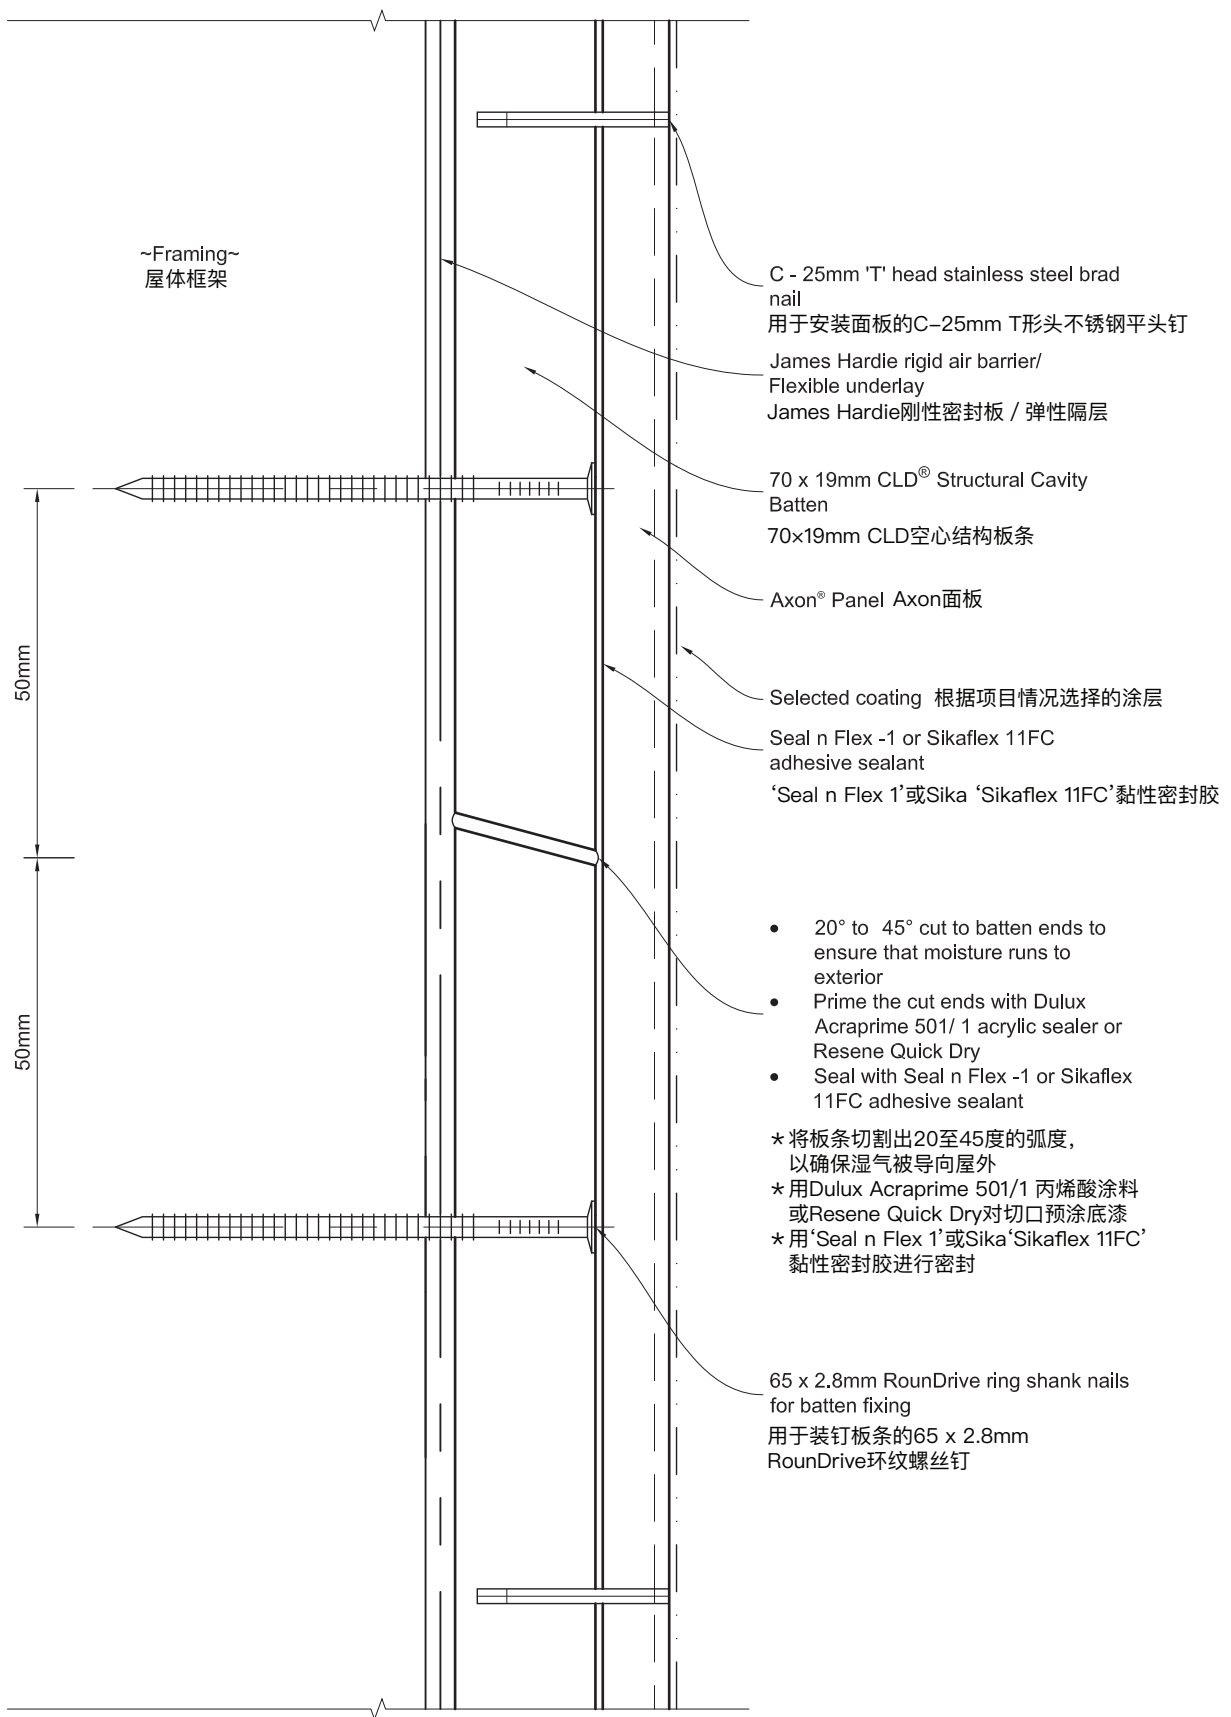 ~Framing~
屋体框架
C - 25mm 'T' head stainless steel brad
nail
用于安装面板的C–25mm T形头不锈钢平头钉
James Hardie rigid air barrier/
Flexible underlay
James Hardie刚性密封板 / 弹性隔层
70 x 19mm CLD® Structural Cavity
Batten
70×19mm CLD空心结构板条
Axon® Panel Axon面板
50mm
Selected coating 根据项目情况选择的涂层
Seal n Flex -1 or Sikaflex 11FC
adhesive sealant
‘Seal n Flex 1’或Sika ‘Sikaflex 11FC’黏性密封胶
• 20° to 45° cut to batten ends to
ensure that moisture runs to
exterior
• Prime the cut ends with Dulux
Acraprime 501/ 1 acrylic sealer or
Resene Quick Dry
50mm
• Seal with Seal n Flex -1 or Sikaflex
11FC adhesive sealant
*将板条切割出20至45度的弧度,
以确保湿气被导向屋外
*用Dulux Acraprime 501/1 丙烯酸涂料
或Resene Quick Dry对切口预涂底漆
*用‘Seal n Flex 1’或Sika‘Sikaflex 11FC’
黏性密封胶进行密封
65 x 2.8mm RounDrive ring shank nails
for batten fixing
用于装钉板条的65 x 2.8mm
RounDrive环纹螺丝钉